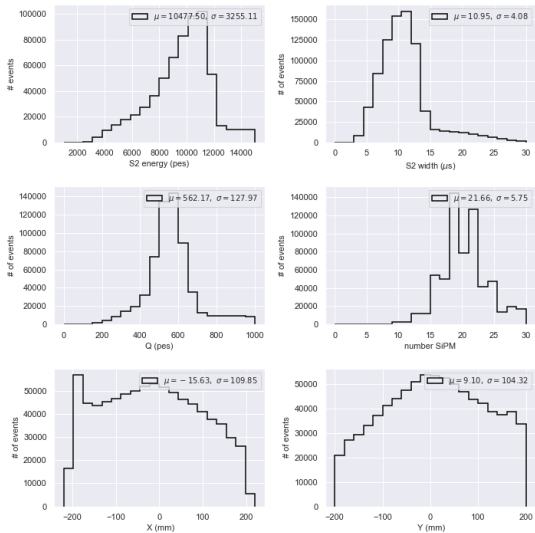 μ = 10477.50, σ = 3255.11
100000
80000
60000
40000
20000
0
# of events
2000 4000 6000 8000 10000 12000 14000
S2 energy (pes)
μ = 10.95, σ = 4.08
150000
125000
100000
75000
50000
25000
0
# of events
0 5 10 15 20 25 30
S2 width (μs)
μ = 562.17, σ = 127.97
140000
120000
100000
80000
60000
40000
20000
0
# of events
0 200 400 600 800 1000
Q (pes)
μ = 21.66, σ = 5.75
140000
120000
100000
80000
60000
40000
20000
0
# of events
0 5 10 15 20 25 30
number SiPM
μ = −15.63, σ = 109.85
50000
40000
30000
20000
10000
0
# of events
−200 −100 0 100 200
X (mm)
μ = 9.10, σ = 104.32
50000
40000
30000
20000
10000
0
# of events
−200 −100 0 100 200
Y (mm)